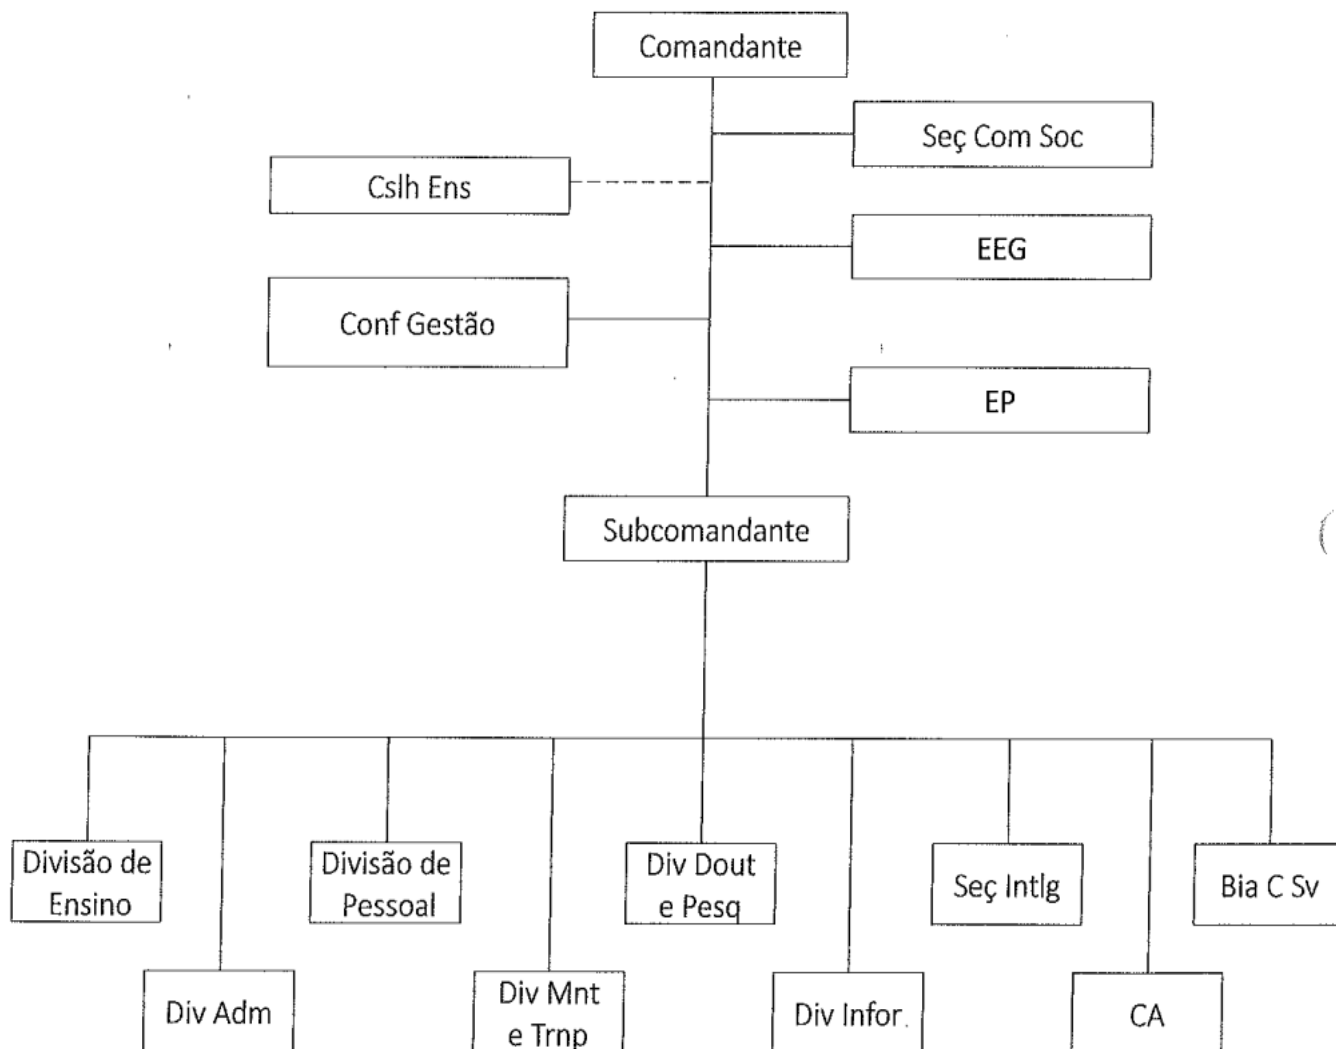 Comandante
Seç Com Soc
Cslh Ens
EEG
Conf Gestão
EP
Subcomandante
Divisão de
Ensino
Divisão de
Pessoal
Div Dout
e Pesq
Seç Intlg
Bia C Sv
Div Adm
Div Mnt
e Trnp
Div Infor.
CA